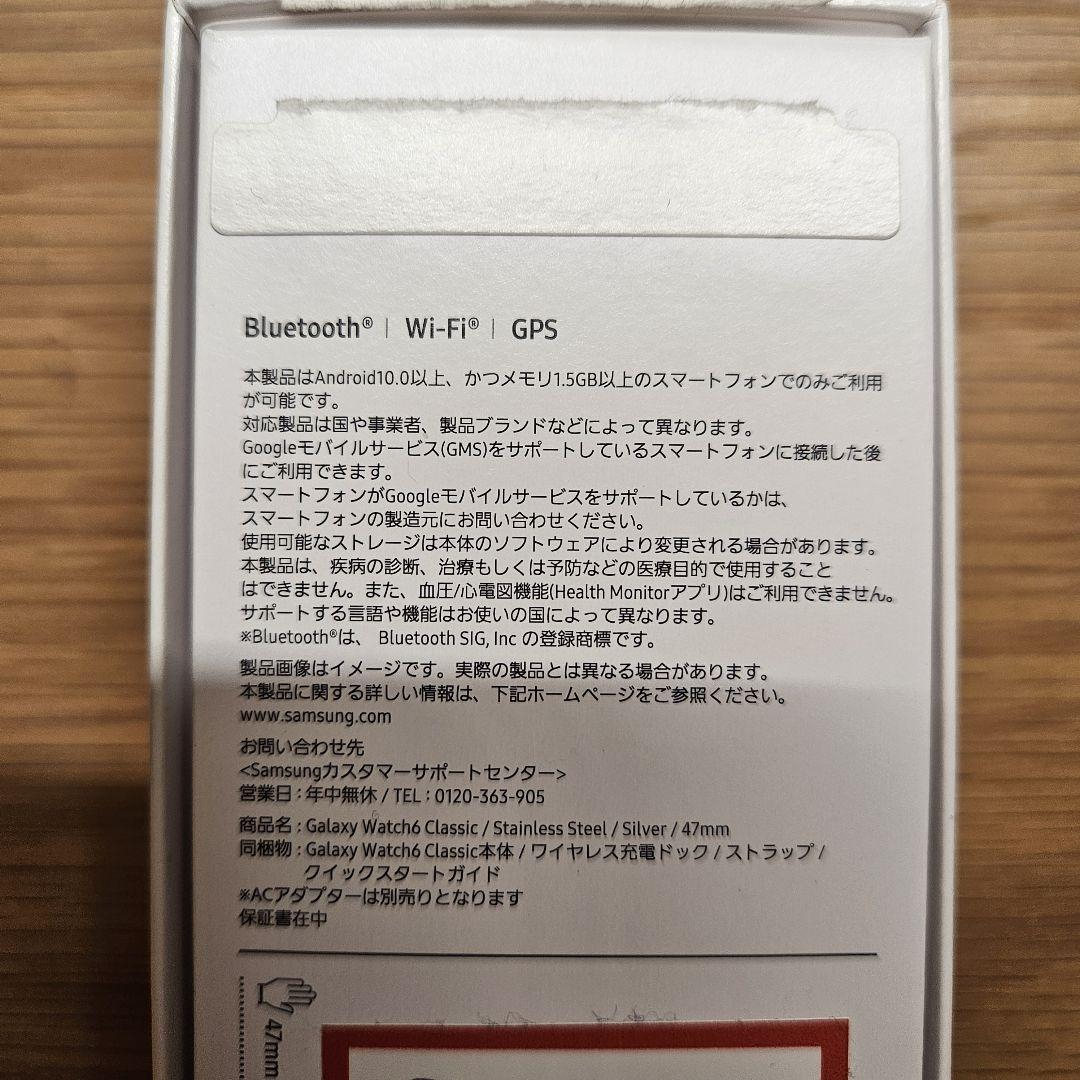 Bluetooth® | Wi-Fi® | GPS
本製品はAndroid10.0以上、かつメモリ1.5GB以上のスマートフォンでのみご利用
が可能です。
対応製品は国や事業者、製品ブランドなどによって異なります。
Googleモバイルサービス(GMS)をサポートしているスマートフォンに接続した後
にご利用できます。
スマートフォンがGoogleモバイルサービスをサポートしているかは、
スマートフォンの製造元にお問い合わせください。
使用可能なストレージは本体のソフトウェアにより変更される場合があります。
本製品は、疾病の診断、治療もしくは予防などの医療目的で使用すること
はできません。また、血圧/心電図機能(Health Monitorアプリ)はご利用できません。
サポートする言語や機能はお使いの国によって異なります。
※Bluetooth®は、 Bluetooth SIG, Inc の登録商標です。
製品画像はイメージです。実際の製品とは異なる場合があります。
本製品に関する詳しい情報は、下記ホームページをご参照ください。
www.samsung.com
お問い合わせ先
<Samsungカスタマーサポートセンター>
営業日：年中無休 / TEL：0120-363-905
商品名：Galaxy Watch6 Classic / Stainless Steel / Silver / 47mm
同梱物：Galaxy Watch6 Classic本体 / ワイヤレス充電ドック / ストラップ /
クイックスタートガイド
※ACアダプターは別売りとなります
保証書在中
47mm